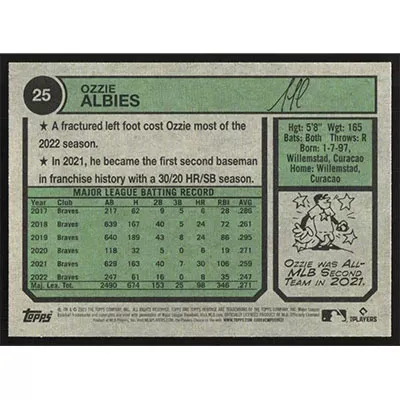 25
OZZIE
ALBIES
★ A fractured left foot cost Ozzie most of the
2022 season.
★ In 2021, he became the first second baseman
in franchise history with a 30/20 HR/SB season.
Hgt: 5'8" Wgt: 165
Bats: Both Throws: R
Born: 1-7-97,
Willemstad, Curacao
Home: Willemstad,
Curacao
MAJOR LEAGUE BATTING RECORD
Year Club AB H 2B 3B HR RBI AVG
2017 Braves 217 62 9 5 6 28 .286
2018 Braves 639 167 40 5 24 72 .261
2019 Braves 640 189 43 8 24 86 .295
2020 Braves 118 32 5 0 6 19 .271
2021 Braves 629 163 40 7 30 106 .259
2022 Braves 247 61 16 0 8 35 .247
Maj. Lea. Tot. 2490 674 153 25 98 346 .271
OZZIE WAS ALL-
MLB SECOND
TEAM IN 2021.
TOPPS
PLAYERS